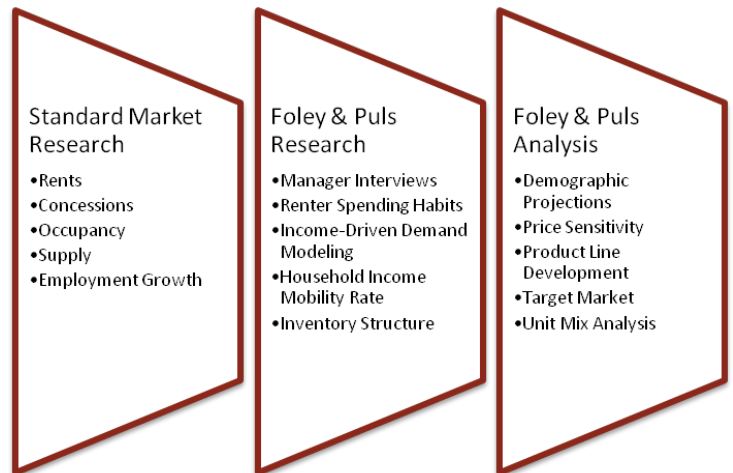 Standard Market
Research
•Rents
•Concessions
•Occupancy
•Supply
•Employment Growth
Foley & Puls
Research
•Manager Interviews
•Renter Spending Habits
•Income-Driven Demand
Modeling
•Household Income
Mobility Rate
•Inventory Structure
Foley & Puls
Analysis
•Demographic
Projections
•Price Sensitivity
•Product Line
Development
•Target Market
•Unit Mix Analysis